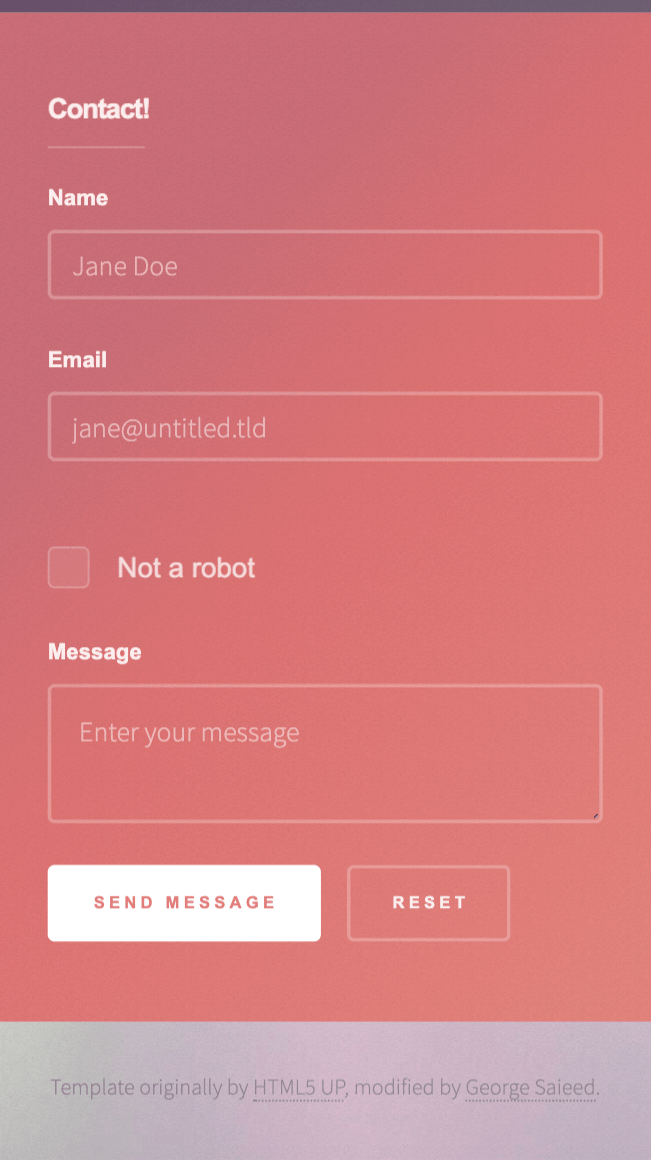 Contact!
Name
Jane Doe
Email
jane@untitled.tld
Not a robot
Message
Enter your message
SEND MESSAGE
RESET
Template originally by HTML5 UP, modified by George Saieed.